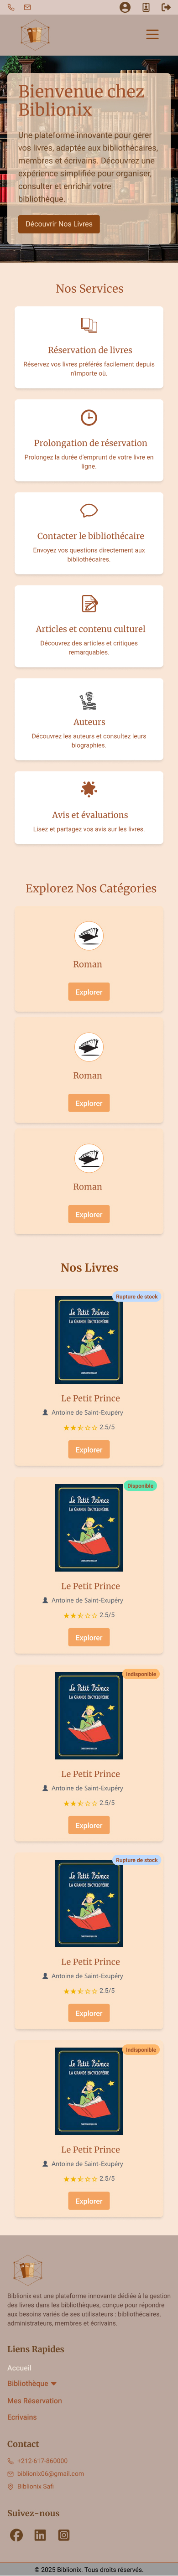 Bienvenue chez
Biblionix
Une plateforme innovante pour gérer
vos livres, adaptée aux bibliothécaires,
membres et écrivains. Découvrez une
expérience simplifiée pour organiser,
consulter et enrichir votre
bibliothèque.
Découvrir Nos Livres
Nos Services
Réservation de livres
Réservez vos livres préférés facilement depuis
n'importe où.
Prolongation de réservation
Prolongez la durée d'emprunt de votre livre en
ligne.
Contacter le bibliothécaire
Envoyez vos questions directement aux
bibliothécaires.
Articles et contenu culturel
Découvrez des articles et critiques
remarquables.
Auteurs
Découvrez les auteurs et consultez leurs
biographies.
Avis et évaluations
Lisez et partagez vos avis sur les livres.
Explorez Nos Catégories
Roman
Explorer
Roman
Explorer
Roman
Explorer
Nos Livres
Rupture de stock
Le Petit Prince
LA GRANDE ENCYCLOPÉDIE
Le Petit Prince
Antoine de Saint-Exupéry
2.5/5
Explorer
Disponible
Le Petit Prince
LA GRANDE ENCYCLOPÉDIE
Le Petit Prince
Antoine de Saint-Exupéry
2.5/5
Explorer
Indisponible
Le Petit Prince
LA GRANDE ENCYCLOPÉDIE
Le Petit Prince
Antoine de Saint-Exupéry
2.5/5
Explorer
Rupture de stock
Le Petit Prince
LA GRANDE ENCYCLOPÉDIE
Le Petit Prince
Antoine de Saint-Exupéry
2.5/5
Explorer
Indisponible
Le Petit Prince
LA GRANDE ENCYCLOPÉDIE
Le Petit Prince
Antoine de Saint-Exupéry
2.5/5
Explorer
Biblionix est une plateforme innovante dédiée à la gestion
des livres dans les bibliothèques, conçue pour répondre
aux besoins variés de ses utilisateurs : bibliothécaires,
administrateurs, membres et écrivains.
Liens Rapides
Accueil
Bibliothèque
Mes Réservation
Ecrivains
Contact
+212-617-860000
biblionix06@gmail.com
Biblionix Safi
Suivez-nous
© 2025 Biblionix. Tous droits réservés.